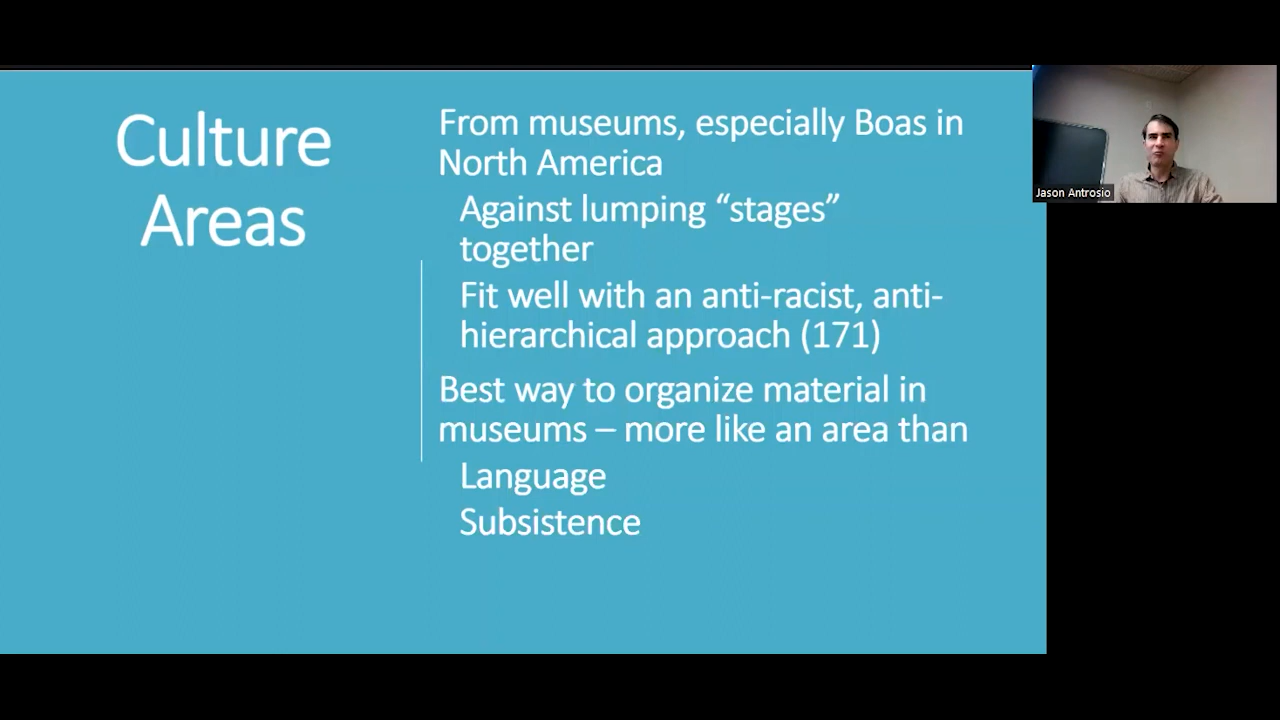 Culture
Areas
From museums, especially Boas in
North America
Against lumping “stages”
together
Fit well with an anti-racist, anti-
hierarchical approach (171)
Best way to organize material in
museums – more like an area than
Language
Subsistence
Jason Antrosio